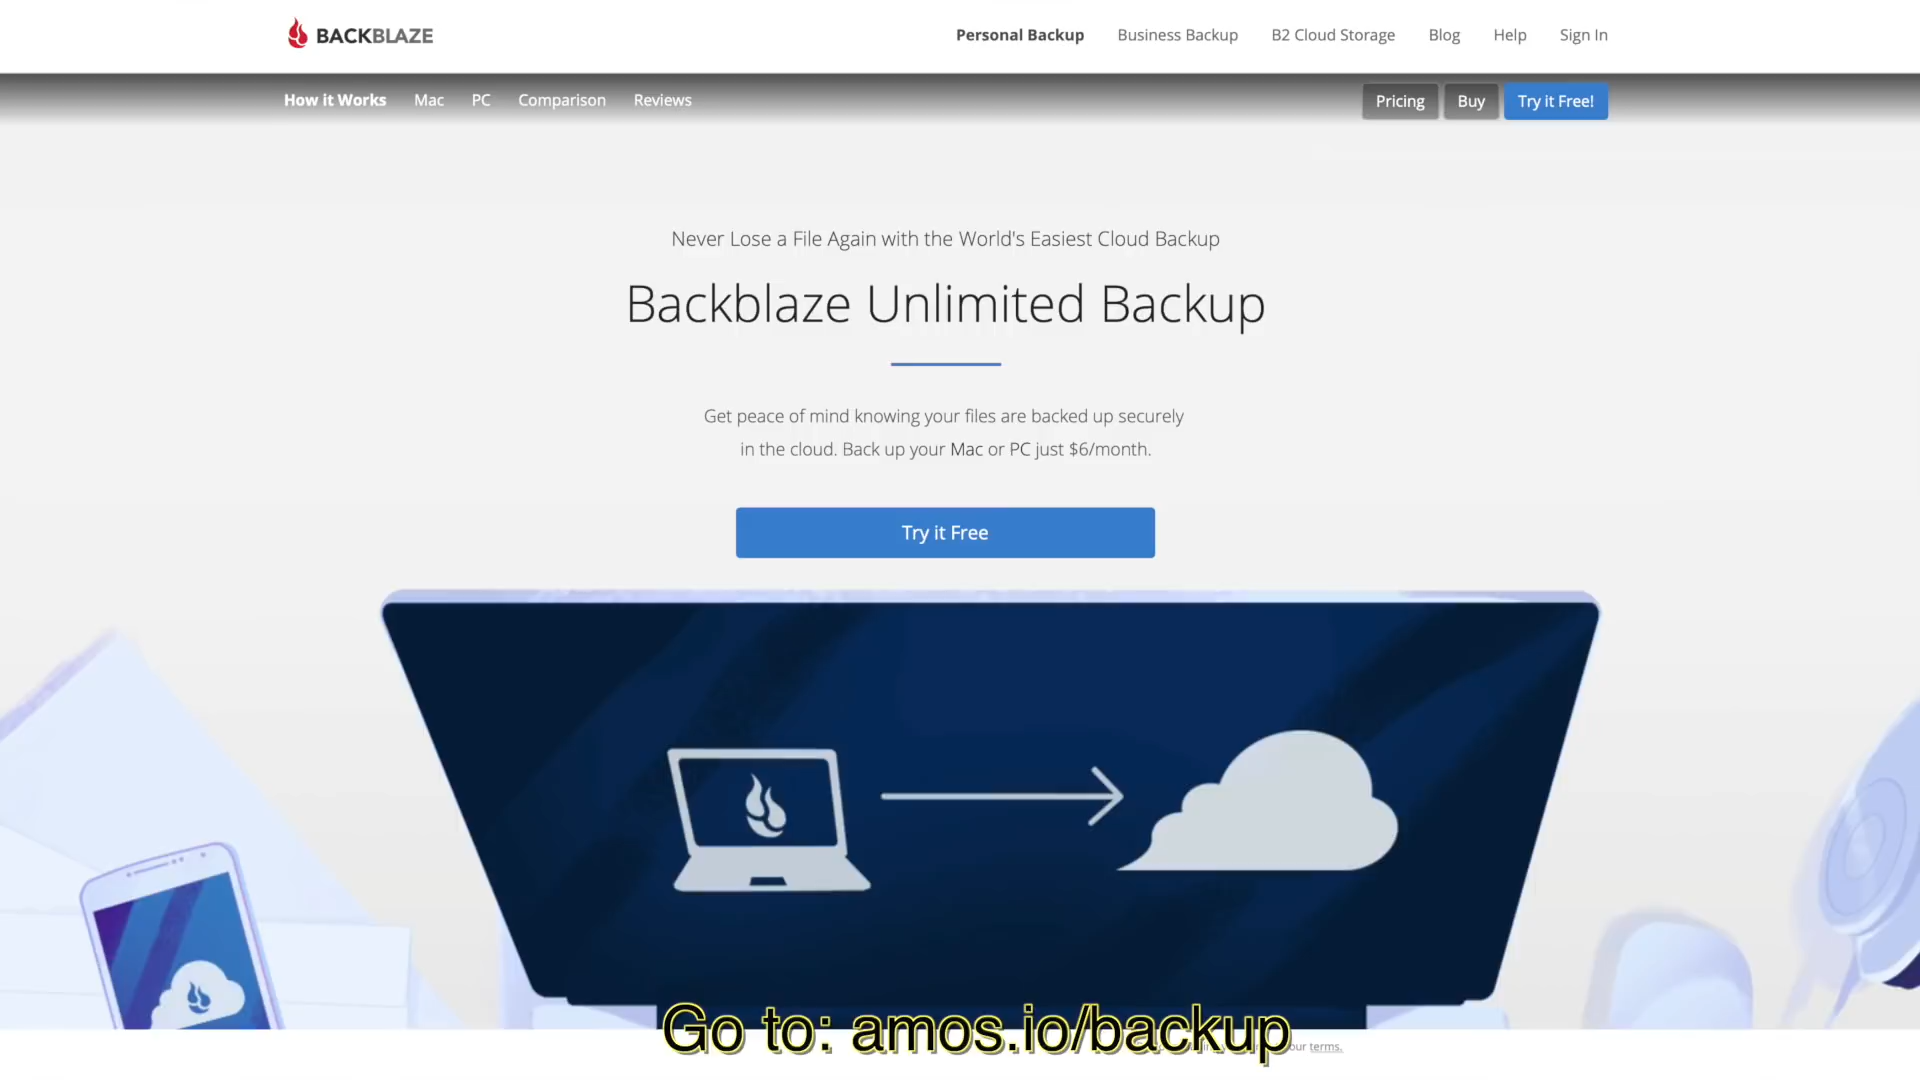 BACKBLAZE
Personal Backup
Business Backup
B2 Cloud Storage
Blog
Help
Sign In
How it Works
Mac
PC
Comparison
Reviews
Pricing
Buy
Try it Free!
Never Lose a File Again with the World's Easiest Cloud Backup
Backblaze Unlimited Backup
Get peace of mind knowing your files are backed up securely
in the cloud. Back up your Mac or PC just $6/month.
Try it Free
Go to: amos.io/backup
our terms.